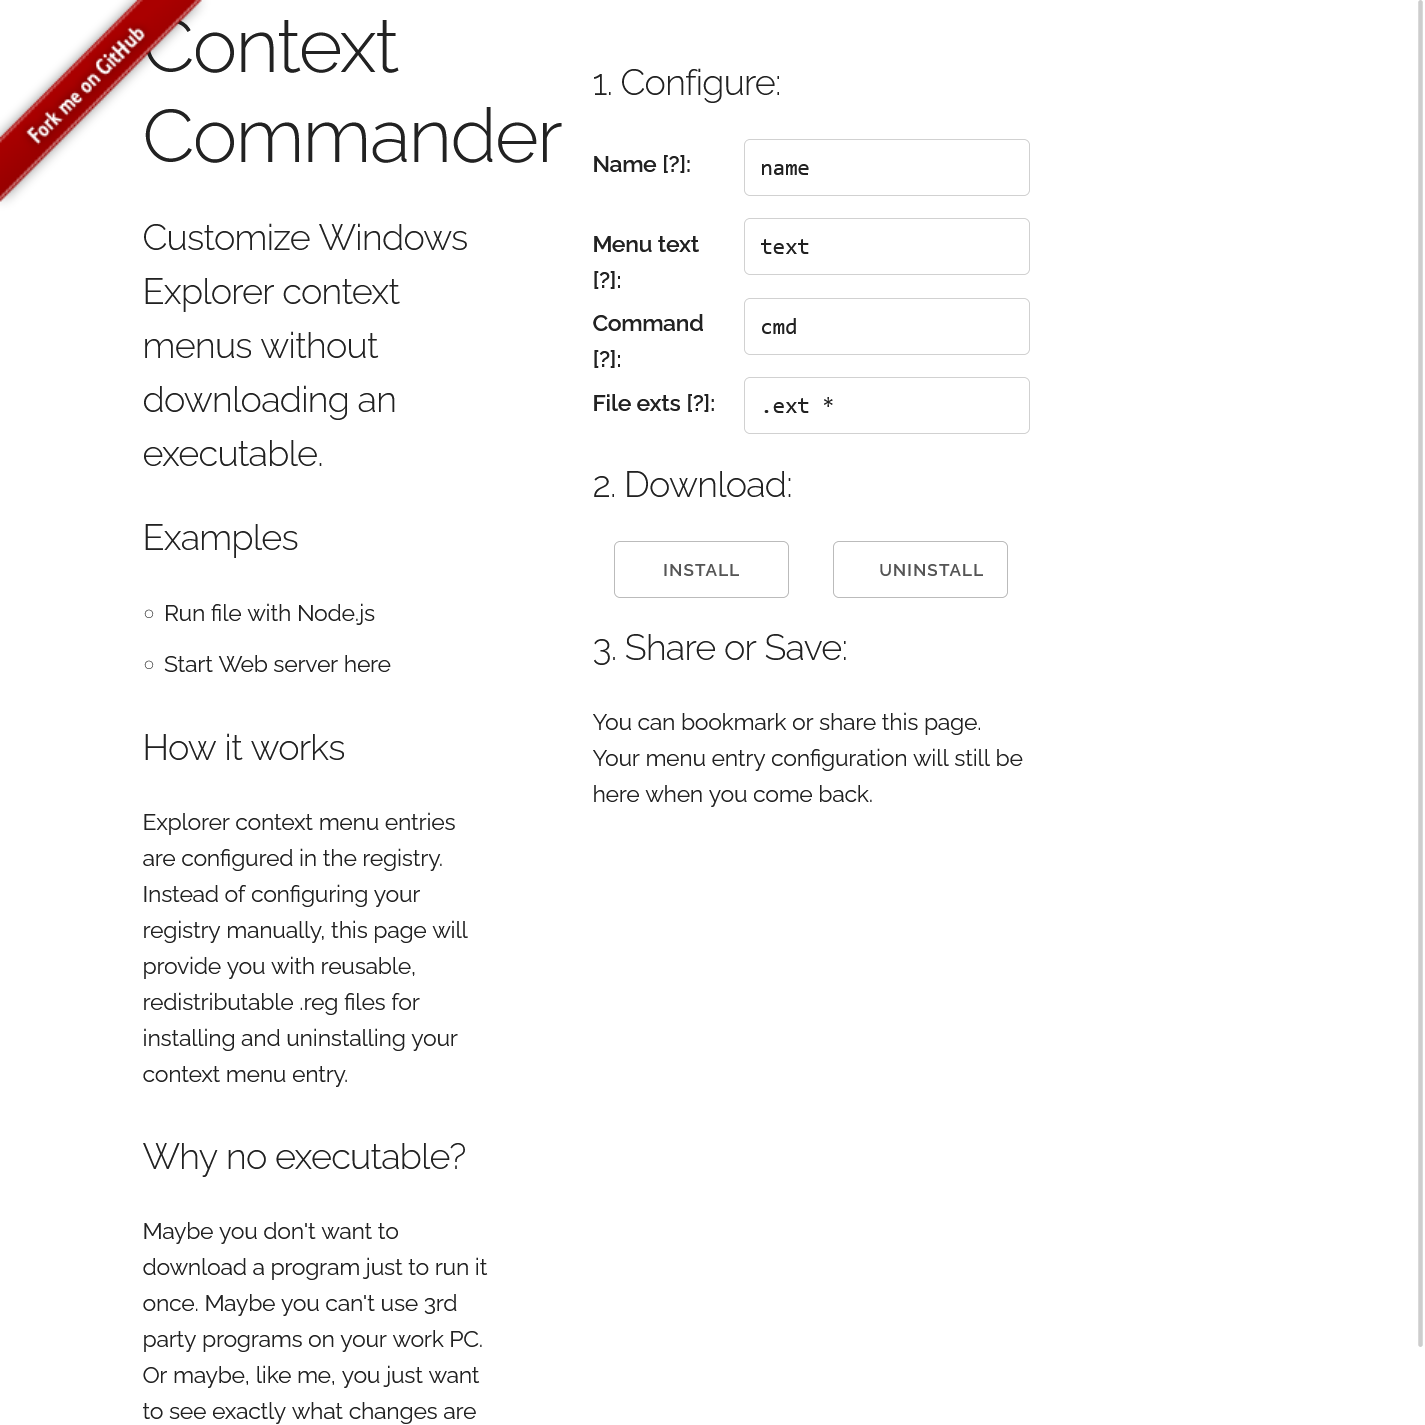 Fork me on GitHub
Context
Commander
Customize Windows
Explorer context
menus without
downloading an
executable.
Examples
Run file with Node.js
Start Web server here
How it works
Explorer context menu entries
are configured in the registry.
Instead of configuring your
registry manually, this page will
provide you with reusable,
redistributable .reg files for
installing and uninstalling your
context menu entry.
Why no executable?
Maybe you don't want to
download a program just to run it
once. Maybe you can't use 3rd
party programs on your work PC.
Or maybe, like me, you just want
to see exactly what changes are
1. Configure:
Name [?]:
name
Menu text
[?]:
text
Command
[?]:
cmd
File exts [?]:
.ext *
2. Download:
INSTALL
UNINSTALL
3. Share or Save:
You can bookmark or share this page.
Your menu entry configuration will still be
here when you come back.